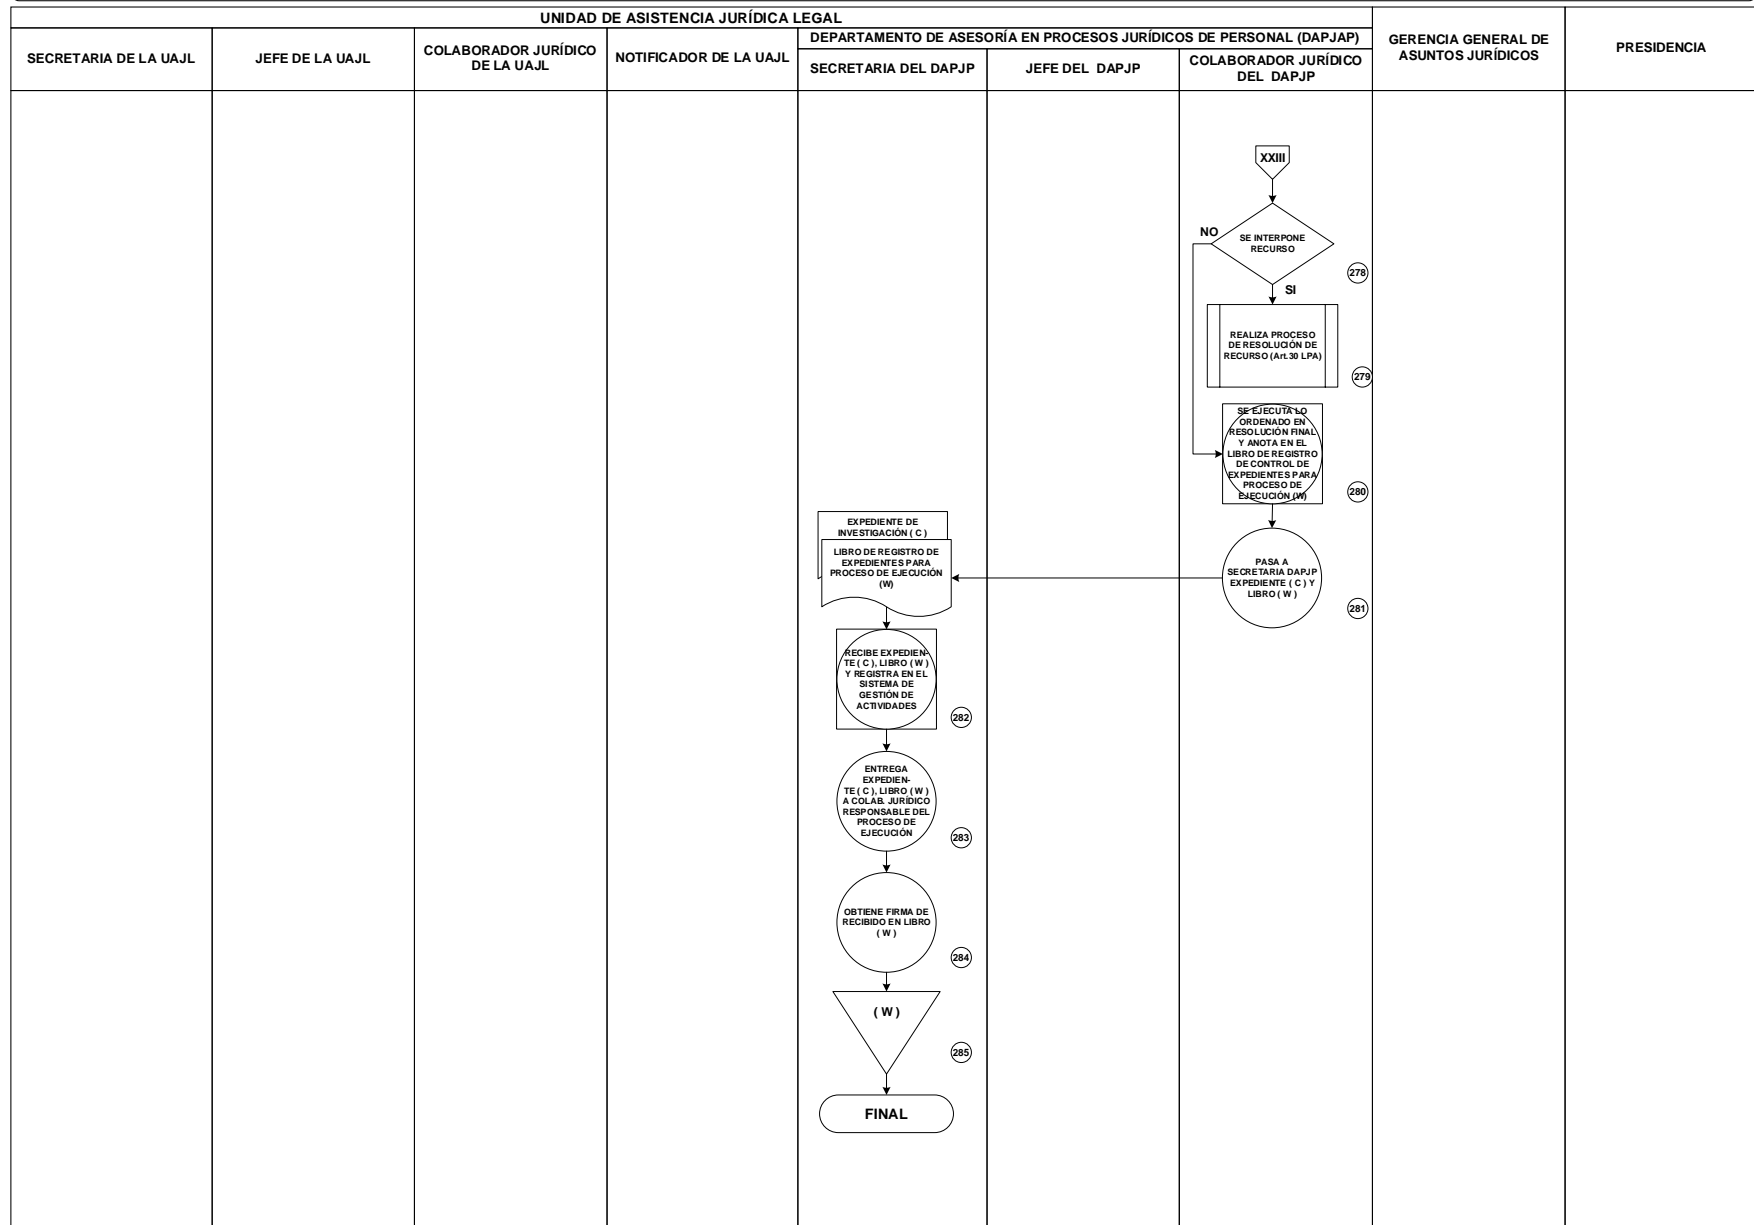 UNIDAD DE ASISTENCIA JURÍDICA LEGAL
SECRETARIA DE LA UAJL
JEFE DE LA UAJL
COLABORADOR JURÍDICO
DE LA UAJL
NOTIFICADOR DE LA UAJL
DEPARTAMENTO DE ASESORÍA EN PROCESOS JURÍDICOS DE PERSONAL (DAPJAP)
SECRETARIA DEL DAPJP
JEFE DEL DAPJP
COLABORADOR JURÍDICO
DEL DAPJP
GERENCIA GENERAL DE
ASUNTOS JURÍDICOS
PRESIDENCIA
XXIII
NO
SE INTERPONE
RECURSO
278
SI
REALIZA PROCESO
DE RESOLUCIÓN DE
RECURSO (Art.30 LPA)
279
SE EJECUTA LO
ORDENADO EN
RESOLUCIÓN FINAL
Y ANOTA EN EL
LIBRO DE REGISTRO
DE CONTROL DE
EXPEDIENTES PARA
PROCESO DE
EJECUCIÓN (W)
280
PASA A
SECRETARIA DAPJP
EXPEDIENTE ( C ) Y
LIBRO ( W )
281
EXPEDIENTE DE
INVESTIGACIÓN ( C )
LIBRO DE REGISTRO DE
EXPEDIENTES PARA
PROCESO DE EJECUCIÓN
(W)
RECIBE EXPEDIEN-
TE ( C ), LIBRO ( W )
Y REGISTRA EN EL
SISTEMA DE
GESTIÓN DE
ACTIVIDADES
282
ENTREGA
EXPEDIEN-
TE ( C ), LIBRO ( W )
A COLAB. JURÍDICO
RESPONSABLE DEL
PROCESO DE
EJECUCIÓN
283
OBTIENE FIRMA DE
RECIBIDO EN LIBRO
( W )
284
( W )
285
FINAL